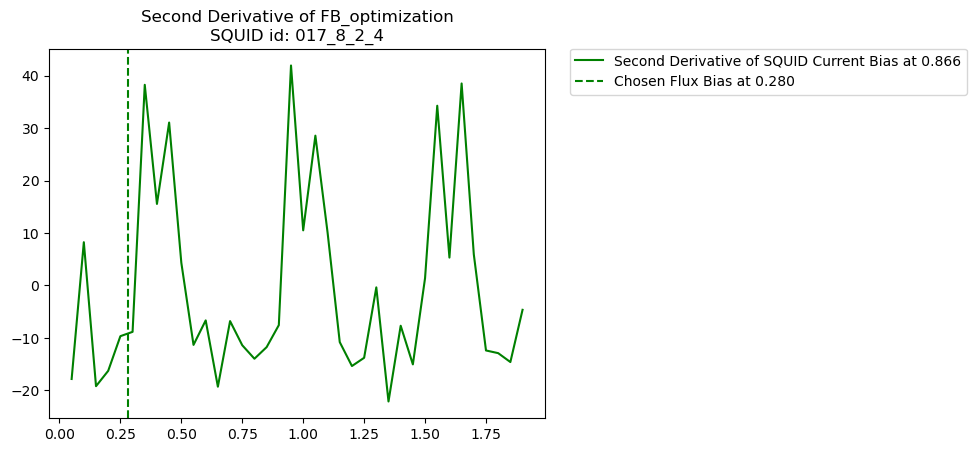 Second Derivative of FB_optimization
SQUID id: 017_8_2_4
Second Derivative of SQUID Current Bias at 0.866
Chosen Flux Bias at 0.280
40
30
20
10
0
−10
−20
0.00 0.25 0.50 0.75 1.00 1.25 1.50 1.75